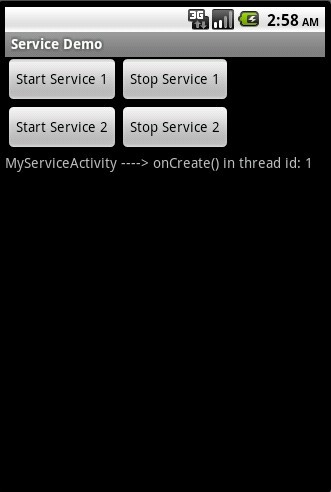 3G 2:58 AM
Service Demo
Start Service 1 Stop Service 1
Start Service 2 Stop Service 2
MyServiceActivity ----> onCreate() in thread id: 1